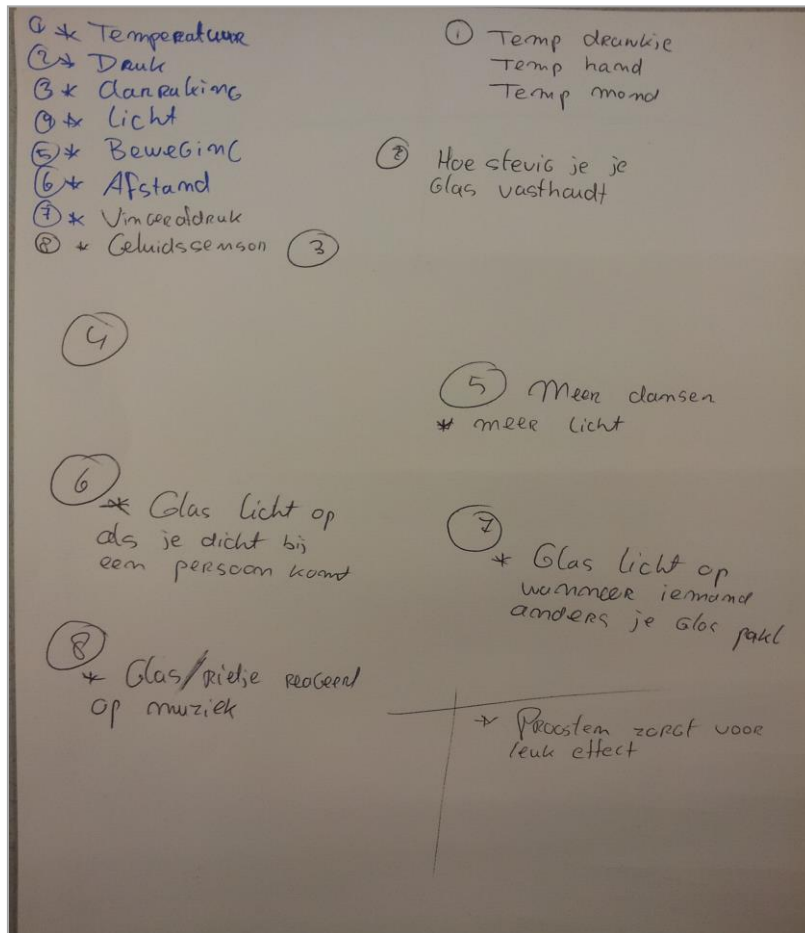 ① * Temperatuur
② * Druk
③ * Aanraking
④ * Licht
⑤ * Beweging
⑥ * Afstand
⑦ * Vingerafdruk
⑧ * Geluidssensor
① Temp drankje
Temp hand
Temp mond
② Hoe stevig je je
Glas vasthoudt
③
④
⑤ Meer dansen
* meer licht
⑥
* Glas licht op
als je dicht bij
een persoon komt
⑦
* Glas licht op
wanneer iemand
anders je Glas pakt
⑧
* Glas/Rietje reageert
op muziek
* Proosten zorgt voor
leuk effect